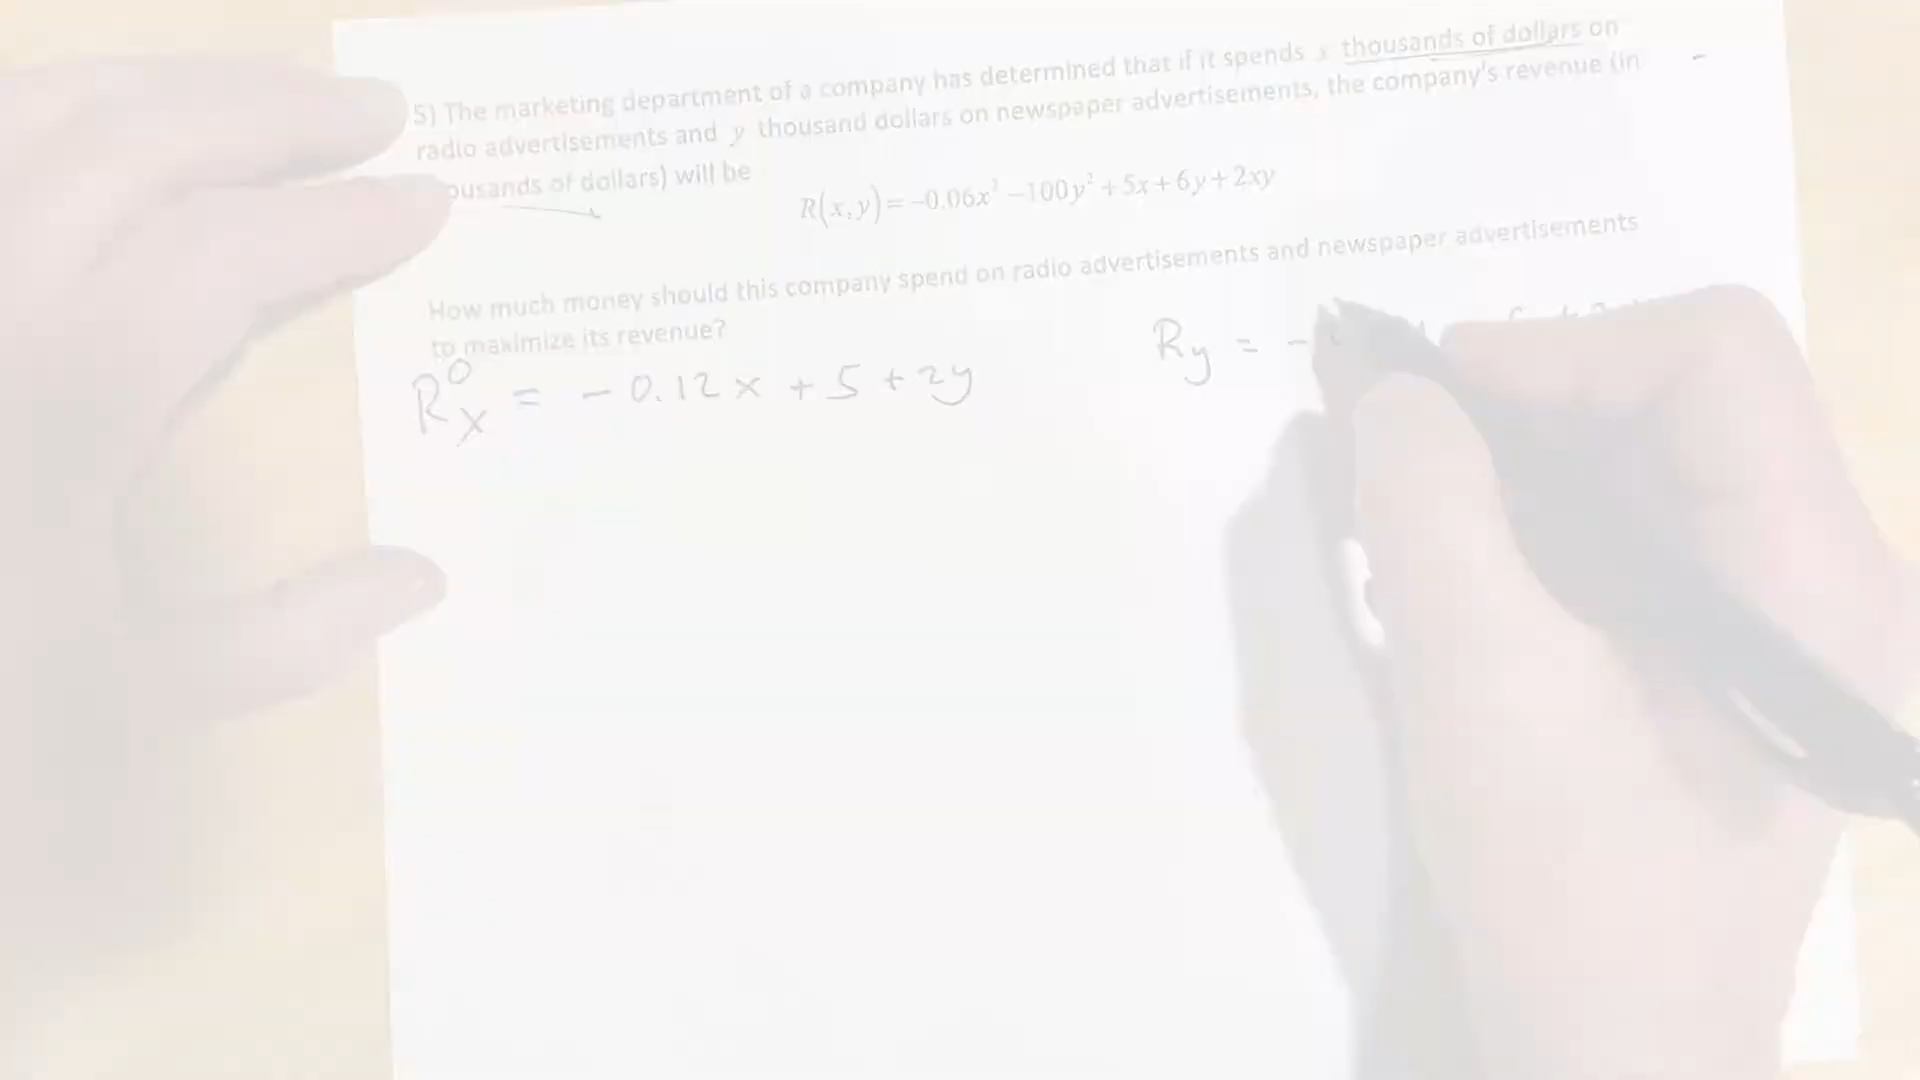 5) The marketing department of a company has determined that if it spends x thousands of dollars on
radio advertisements and y thousand dollars on newspaper advertisements, the company's revenue (in
ousands of dollars) will be
R(x,y)=-0.06x²-100y²+5x+6y+2xy
How much money should this company spend on radio advertisements and newspaper advertisements
to maximize its revenue?
0
Rx = -0.12x + 5 + 2y
Ry = -